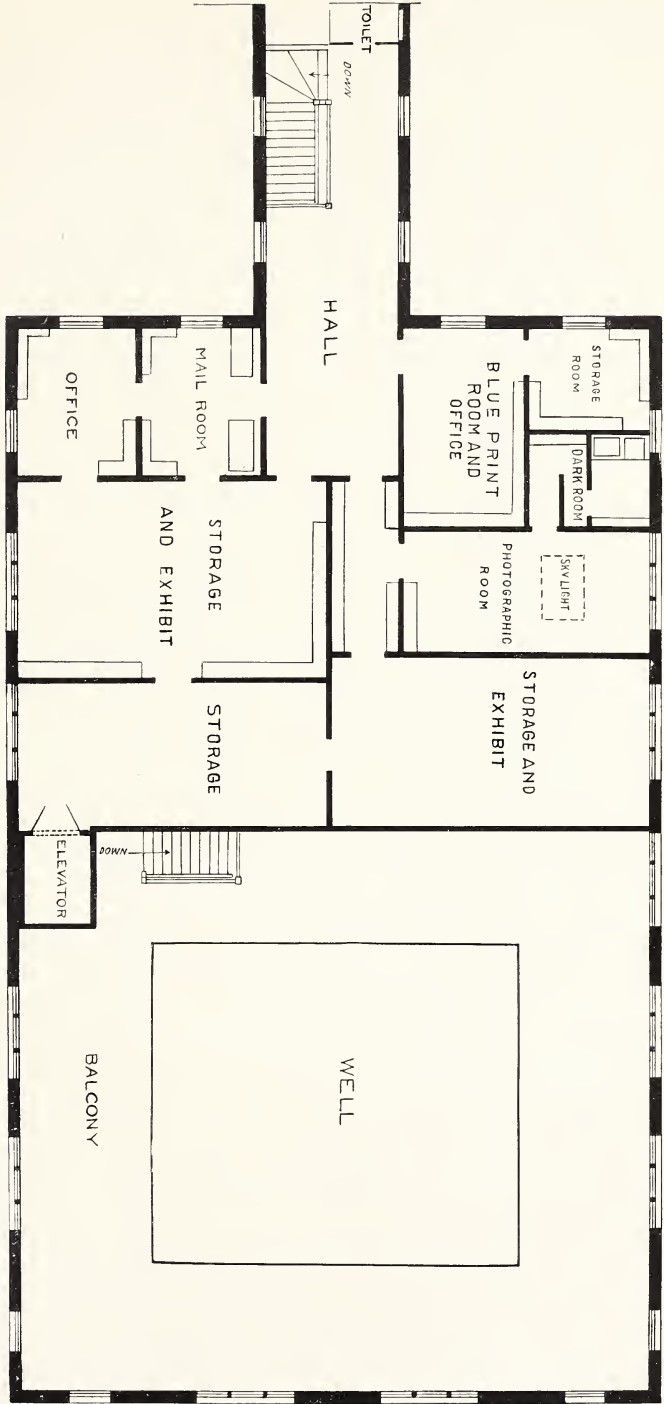 TOILET
DOWN
HALL
STORAGE
ROOM
BLUE PRINT
ROOM AND
OFFICE
DARK ROOM
MAIL ROOM
OFFICE
SKYLIGHT
PHOTOGRAPHIC
ROOM
STORAGE
AND EXHIBIT
STORAGE AND
EXHIBIT
STORAGE
ELEVATOR
DOWN
WELL
BALCONY